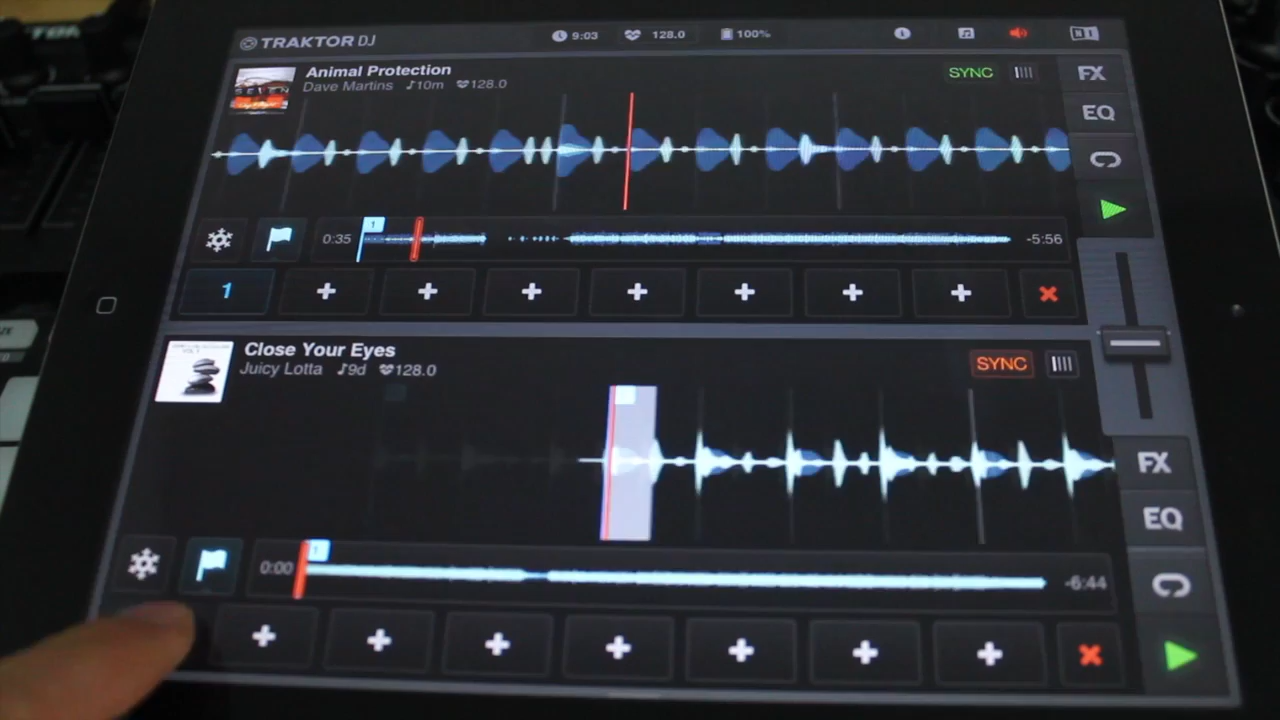 TRAKTOR DJ 9:03 128.0 100%
Animal Protection
Dave Martins 10m 128.0
SYNC
FX
EQ
0:35 1 -5:56
1 + + + + + + +
Close Your Eyes
Juicy Lotta 9d 128.0
SYNC
FX
EQ
0:00 1 -6:44
+ + + + + + +